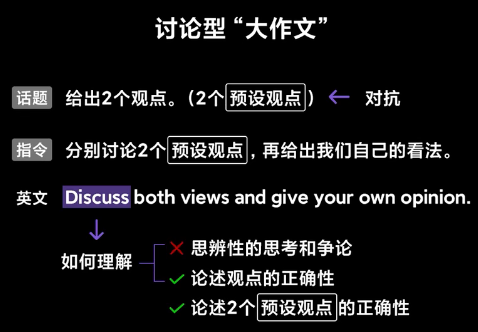 讨论型“大作文”
话题 给出2个观点。（2个预设观点） ← 对抗
指令 分别讨论2个预设观点，再给出我们自己的看法。
英文 Discuss both views and give your own opinion.
如何理解
思辨性的思考和争论
论述观点的正确性
论述2个预设观点的正确性